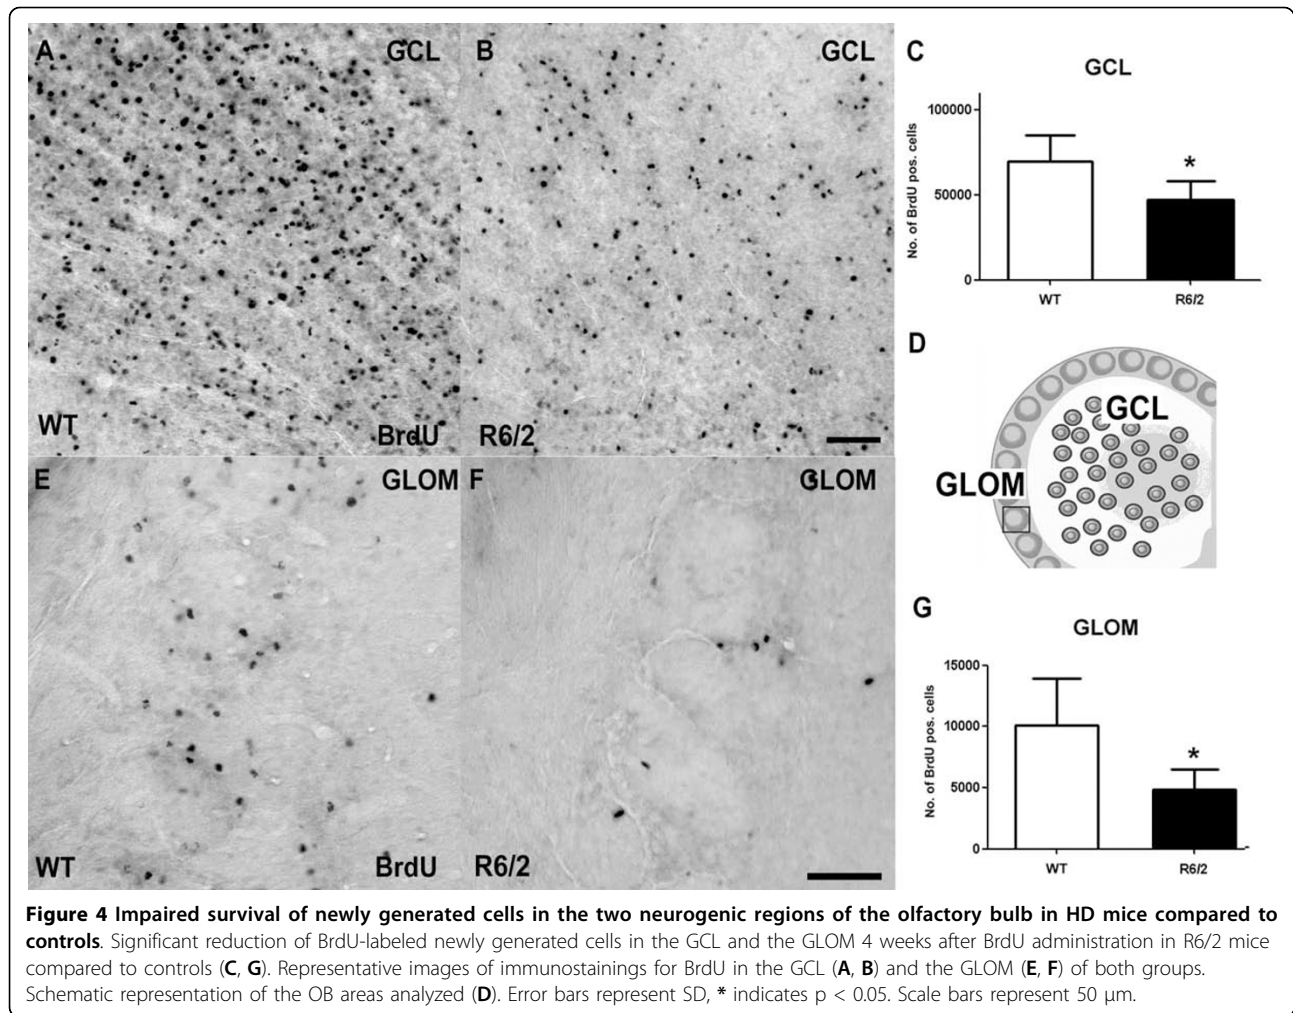 A GCL B GCL
WT BrdU R6/2
C
GCL
100000
50000
0
No. of BrdU pos. cells
*
WT R6/2
D
GCL
GLOM
E GLOM F GLOM
WT BrdU R6/2
G
GLOM
15000
10000
5000
0
No. of BrdU pos. cells
*
WT R6/2
Figure 4 Impaired survival of newly generated cells in the two neurogenic regions of the olfactory bulb in HD mice compared to
controls. Significant reduction of BrdU-labeled newly generated cells in the GCL and the GLOM 4 weeks after BrdU administration in R6/2 mice
compared to controls (C, G). Representative images of immunostainings for BrdU in the GCL (A, B) and the GLOM (E, F) of both groups.
Schematic representation of the OB areas analyzed (D). Error bars represent SD, * indicates p < 0.05. Scale bars represent 50 μm.